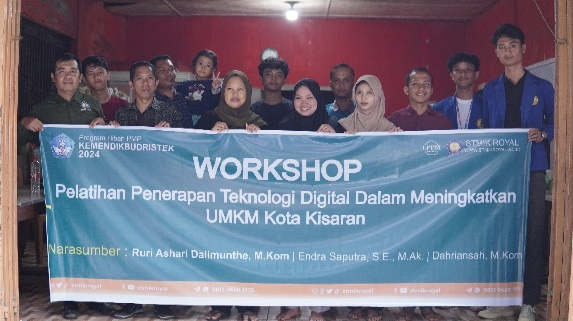 Program Hibah PMP
KEMENDIKBUDRISTEK
2024
STMIK ROYAL
WORKSHOP
Pelatihan Penerapan Teknologi Digital Dalam Meningkatkan
UMKM Kota Kisaran
Narasumber : Ruri Ashari Dalimunthe, M.Kom | Endra Saputra, S.E., M.Ak. | Dahriansah, M.Kom